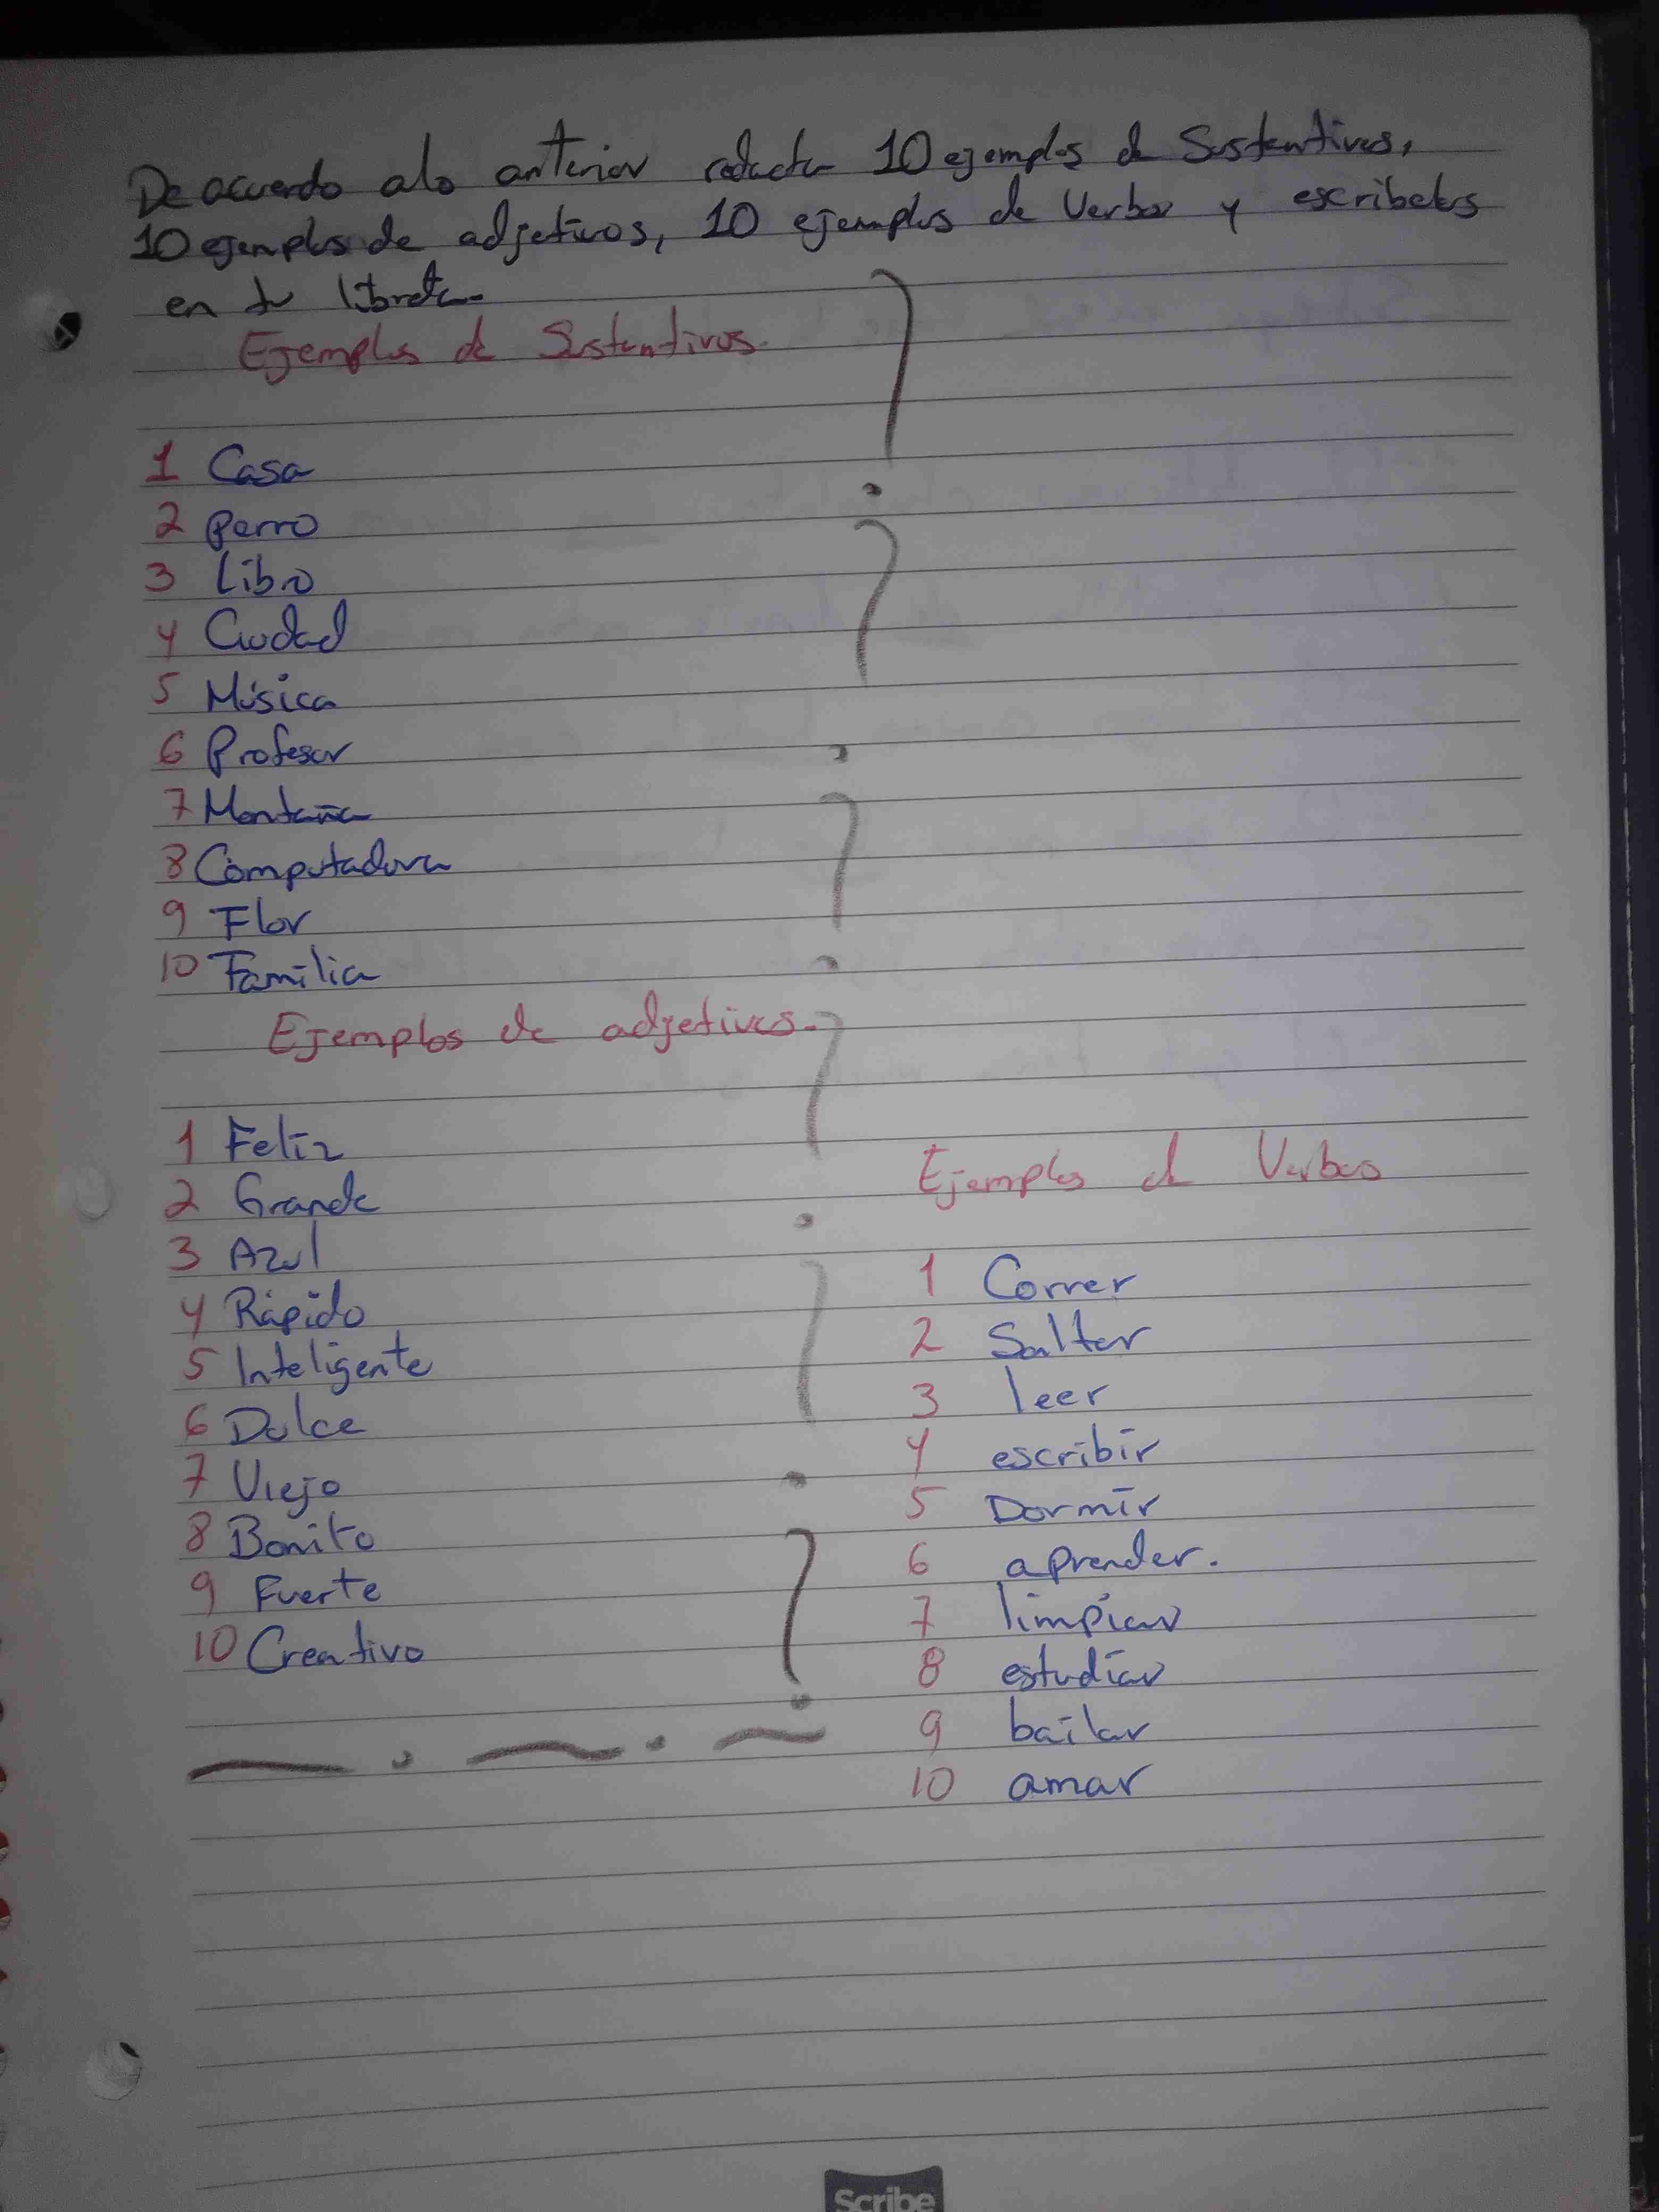 De acuerdo a lo anterior redacta 10 ejemplos de Sustantivos,
10 ejemplos de adjetivos, 10 ejemplos de Verbos y escribelos
en tu libreta.
Ejemplos de Sustantivos.
1 Casa
2 Perro
3 Libro
4 Ciudad
5 Música
6 Profesor
7 Montaña
8 Computadora
9 Flor
10 Familia
Ejemplos de adjetivos.
1 Feliz
2 Grande
3 Azul
4 Rápido
5 Inteligente
6 Dulce
7 Viejo
8 Bonito
9 Fuerte
10 Creativo
Ejemplos de Verbos
1 Correr
2 Saltar
3 leer
4 escribir
5 Dormir
6 aprender.
7 limpiar
8 estudiar
9 bailar
10 amar
Scribe